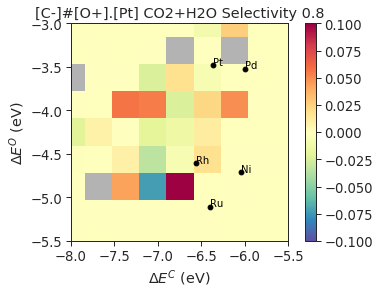 [C-]#[O+].[Pt] CO2+H2O Selectivity 0.8
−3.0
−3.5
−4.0
−4.5
−5.0
−5.5
ΔE^O (eV)
−8.0 −7.5 −7.0 −6.5 −6.0 −5.5
ΔE^C (eV)
Pt
Pd
Rh
Ni
Ru
0.100
0.075
0.050
0.025
0.000
−0.025
−0.050
−0.075
−0.100